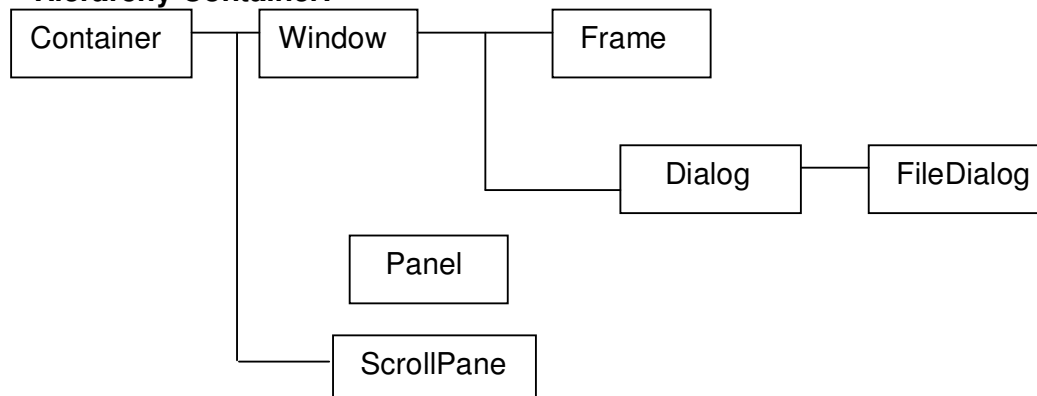 Hierarchy Container:
Container Window Frame
Dialog FileDialog
Panel
ScrollPane